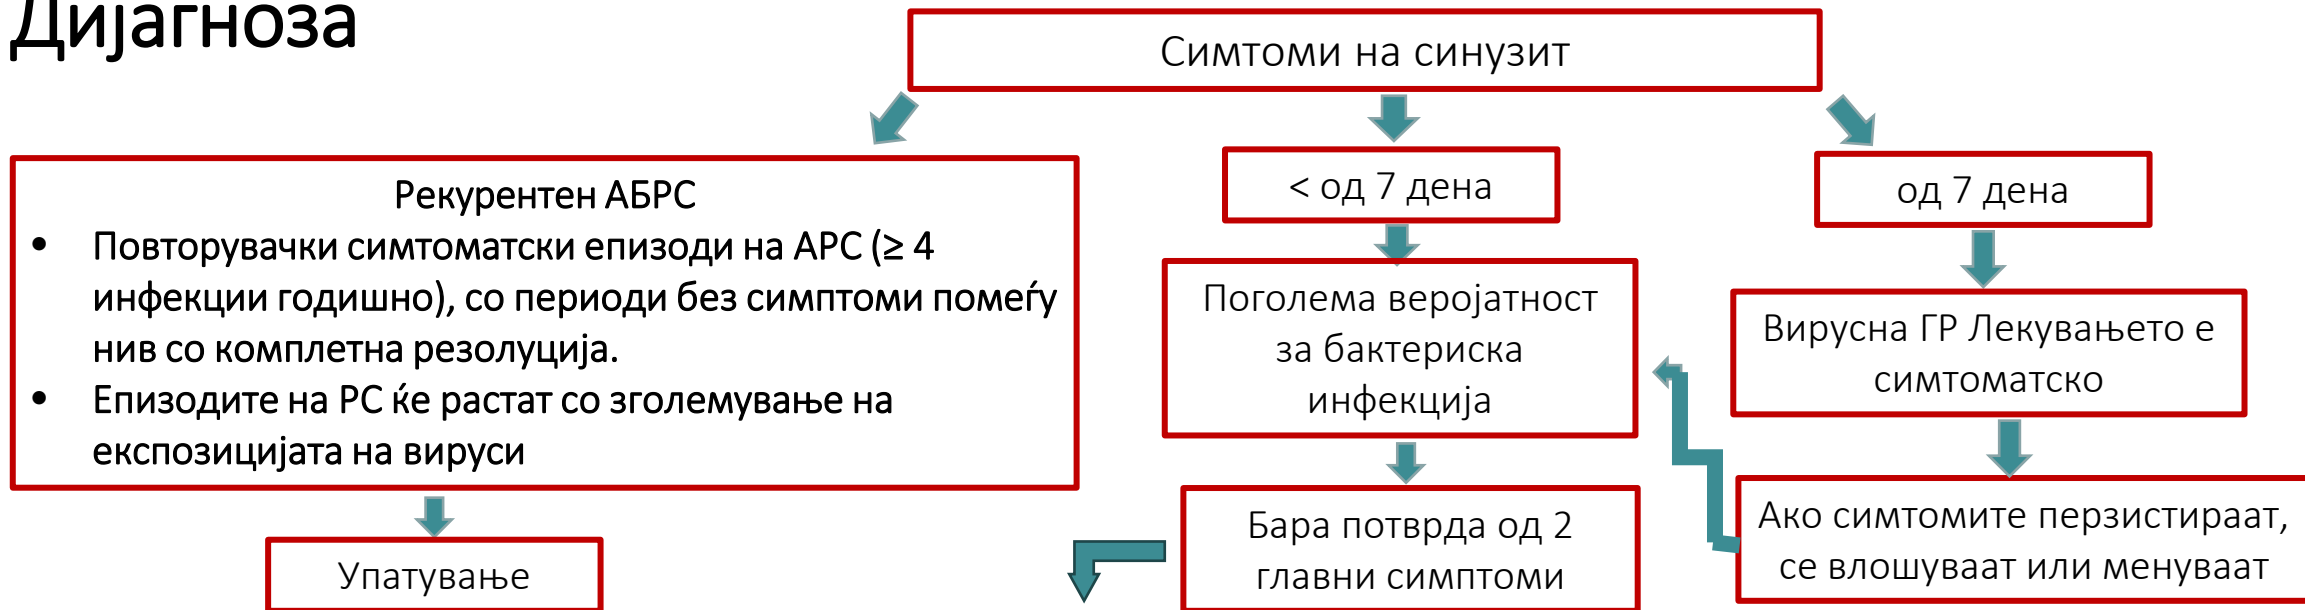 Дијагноза
Симтоми на синузит
Рекурентен АБРС
• Повторувачки симтоматски епизоди на АРС (≥ 4
инфекции годишно), со периоди без симптоми помеѓу
нив со комплетна резолуција.
• Епизодите на РС ќе растат со зголемување на
експозицијата на вируси
Упатување
< од 7 дена
Поголема веројатност
за бактериска
инфекција
Бара потврда од 2
главни симптоми
од 7 дена
Вирусна ГР Лекувањето е
симтоматско
Ако симтомите перзистираат,
се влошуваат или менуваат